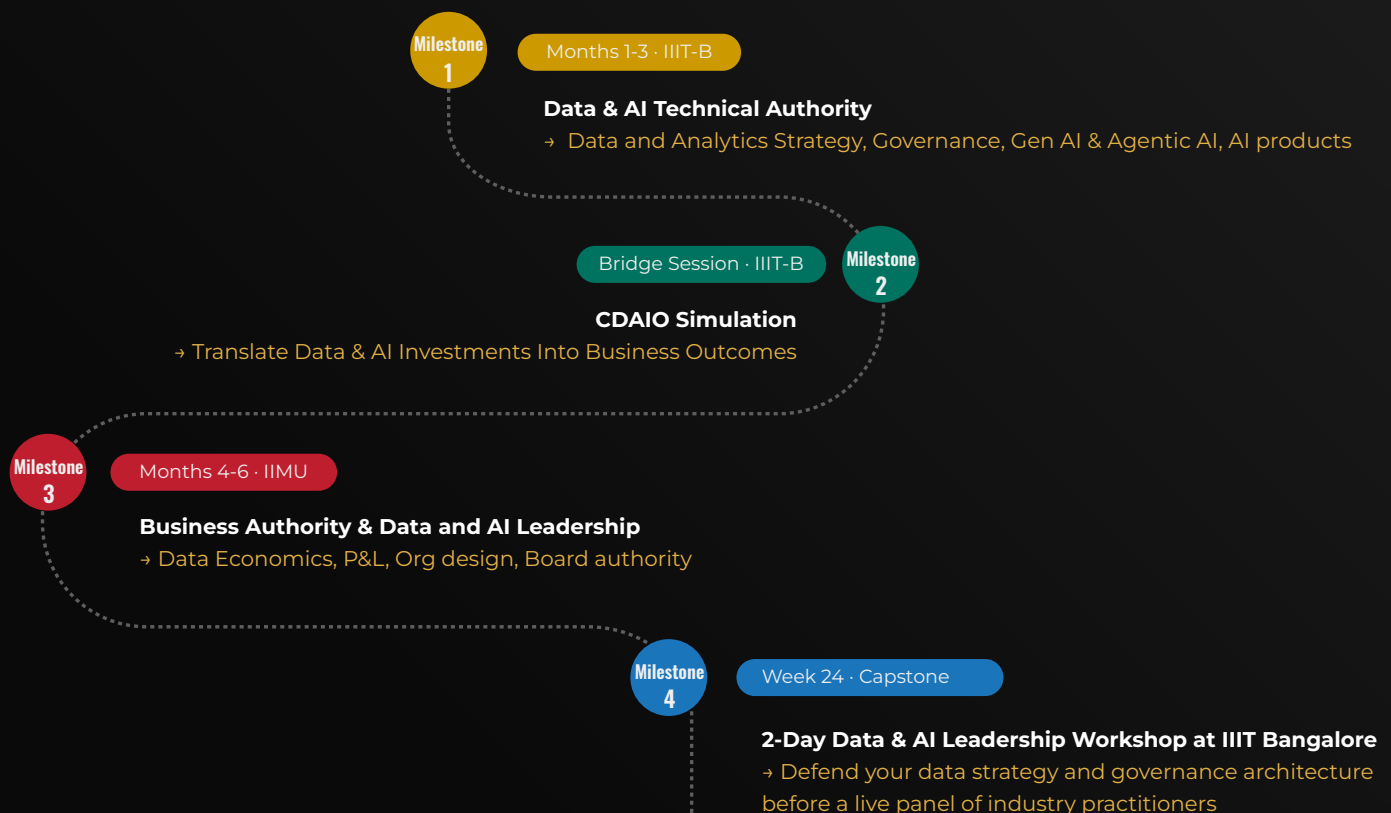 Milestone
1
Months 1-3 · IIIT-B
Data & AI Technical Authority
→ Data and Analytics Strategy, Governance, Gen AI & Agentic AI, AI products
Bridge Session · IIIT-B
Milestone
2
CDAIO Simulation
→ Translate Data & AI Investments Into Business Outcomes
Milestone
3
Months 4-6 · IIMU
Business Authority & Data and AI Leadership
→ Data Economics, P&L, Org design, Board authority
Milestone
4
Week 24 · Capstone
2-Day Data & AI Leadership Workshop at IIIT Bangalore
→ Defend your data strategy and governance architecture
before a live panel of industry practitioners